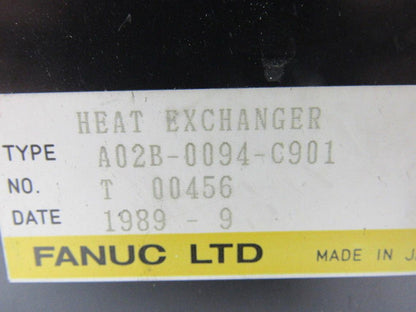 HEAT EXCHANGER
TYPE A02B-0094-C901
NO. T 00456
DATE 1989 - 9
FANUC LTD MADE IN